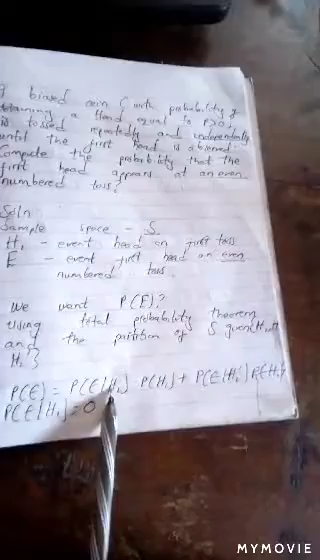 A biased coin (with probability of
obtaining a Head equal to P>0)
is tossed repeatedly and independently
until the first head is observed.
Compute the probability that the
first head appears at an even
numbered toss?
Soln
Sample space - S
H₁ - event head on first toss
E - event first head on even
numbered toss.
We want P(E)?
Using total probability theorem
and the partition of S given {H₁,
H₂}
P(E) = P(E|H₁) P(H₁) + P(E|H₂)
P(E|H₁) = 0
MYMOVIE